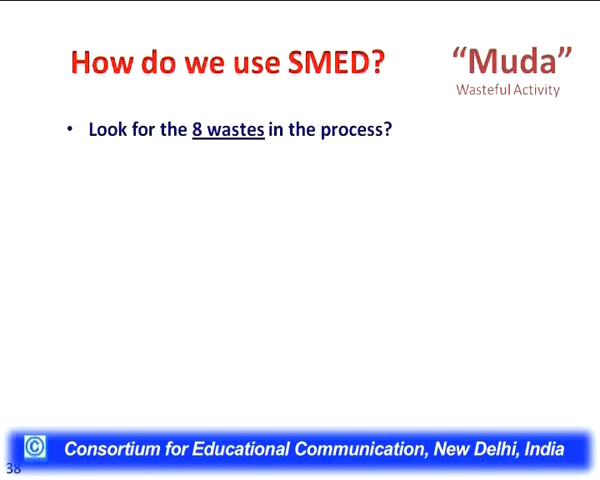 How do we use SMED?
“Muda”
Wasteful Activity
• Look for the 8 wastes in the process?
© Consortium for Educational Communication, New Delhi, India
38